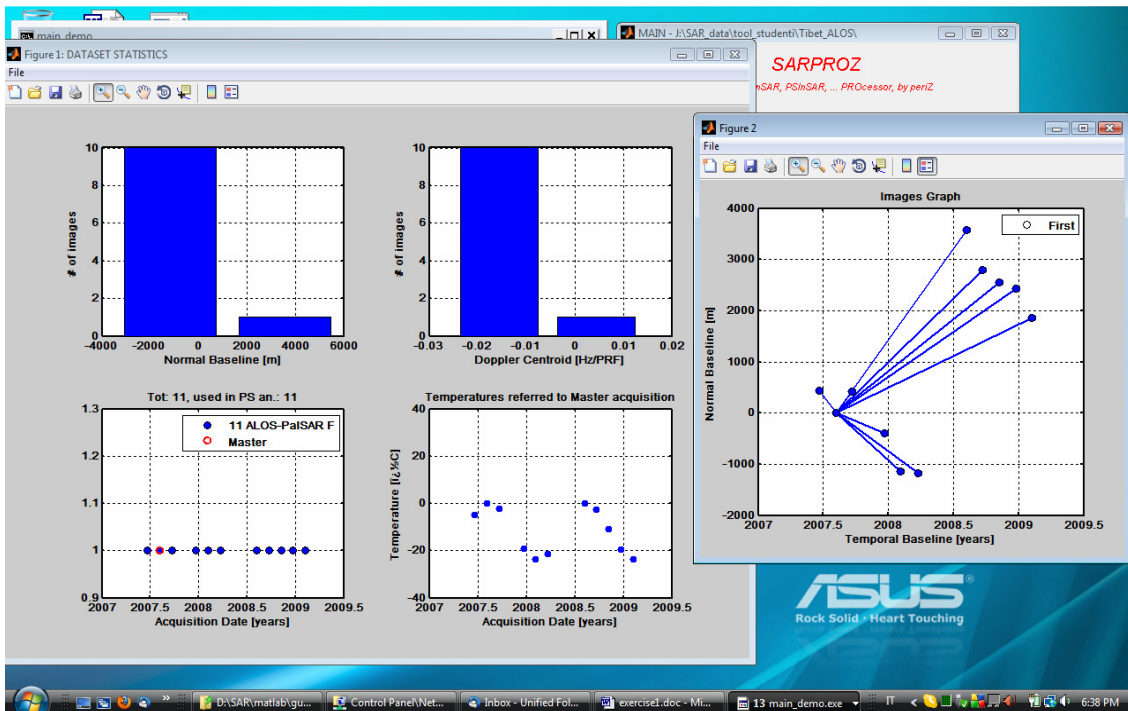 main_demo
Figure 1: DATASET STATISTICS
File
10
8
6
4
2
0
# of images
-4000 -2000 0 2000 4000 6000
Normal Baseline [m]
10
8
6
4
2
0
# of images
-0.03 -0.02 -0.01 0 0.01 0.02
Doppler Centroid [Hz/PRF]
Tot: 11, used in PS an.: 11
1.3
1.2
1.1
1
0.9
11 ALOS-PalSAR F
Master
2007 2007.5 2008 2008.5 2009 2009.5
Acquisition Date [years]
Temperatures referred to Master acquisition
40
20
0
-20
-40
Temperature [ï¿½C]
2007 2007.5 2008 2008.5 2009 2009.5
Acquisition Date [years]
MAIN - J:\SAR_data\tool_studenti\Tibet_ALOS\
SARPROZ
nSAR, PSInSAR, ... PROcessor, by periZ
Figure 2
File
Images Graph
First
4000
3000
2000
1000
0
-1000
-2000
Normal Baseline [m]
2007 2007.5 2008 2008.5 2009 2009.5
Temporal Baseline [years]
ASUS®
Rock Solid · Heart Touching
D:\SAR\matlab\gu...
Control Panel\Net...
Inbox - Unified Fol...
exercise1.doc - Mi...
13 main_demo.exe
IT
6:38 PM